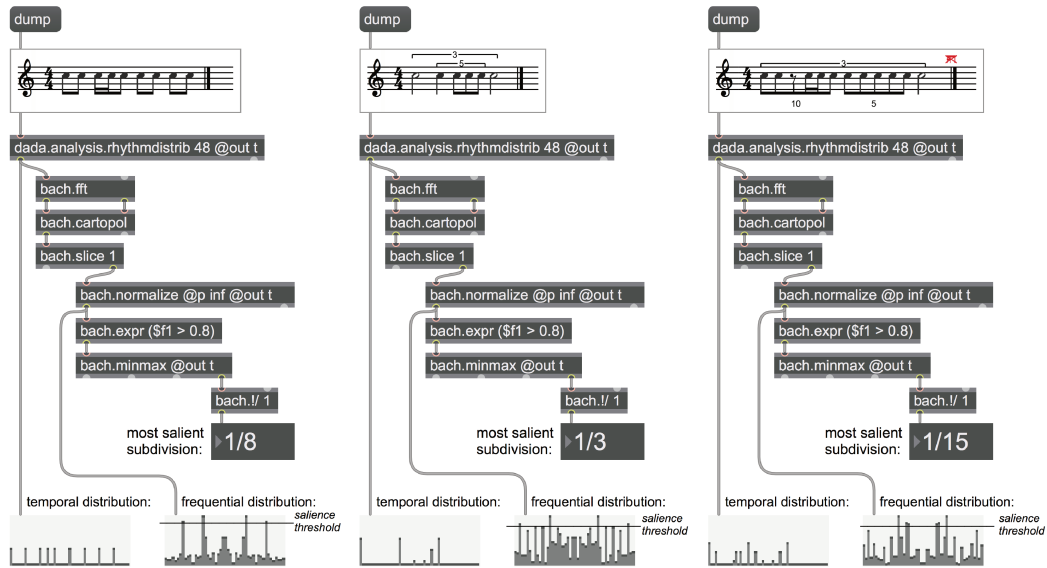 dump
4
4
dada.analysis.rhythmdistrib 48 @out t
bach.fft
bach.cartopol
bach.slice 1
bach.normalize @p inf @out t
bach.expr ($f1 > 0.8)
bach.minmax @out t
bach.!/ 1
most salient
subdivision:
1/8
temporal distribution:
frequential distribution:
salience
threshold
dump
3
5
4
4
dada.analysis.rhythmdistrib 48 @out t
bach.fft
bach.cartopol
bach.slice 1
bach.normalize @p inf @out t
bach.expr ($f1 > 0.8)
bach.minmax @out t
bach.!/ 1
most salient
subdivision:
1/3
temporal distribution:
frequential distribution:
salience
threshold
dump
3
4
4
10
5
dada.analysis.rhythmdistrib 48 @out t
bach.fft
bach.cartopol
bach.slice 1
bach.normalize @p inf @out t
bach.expr ($f1 > 0.8)
bach.minmax @out t
bach.!/ 1
most salient
subdivision:
1/15
temporal distribution:
frequential distribution:
salience
threshold